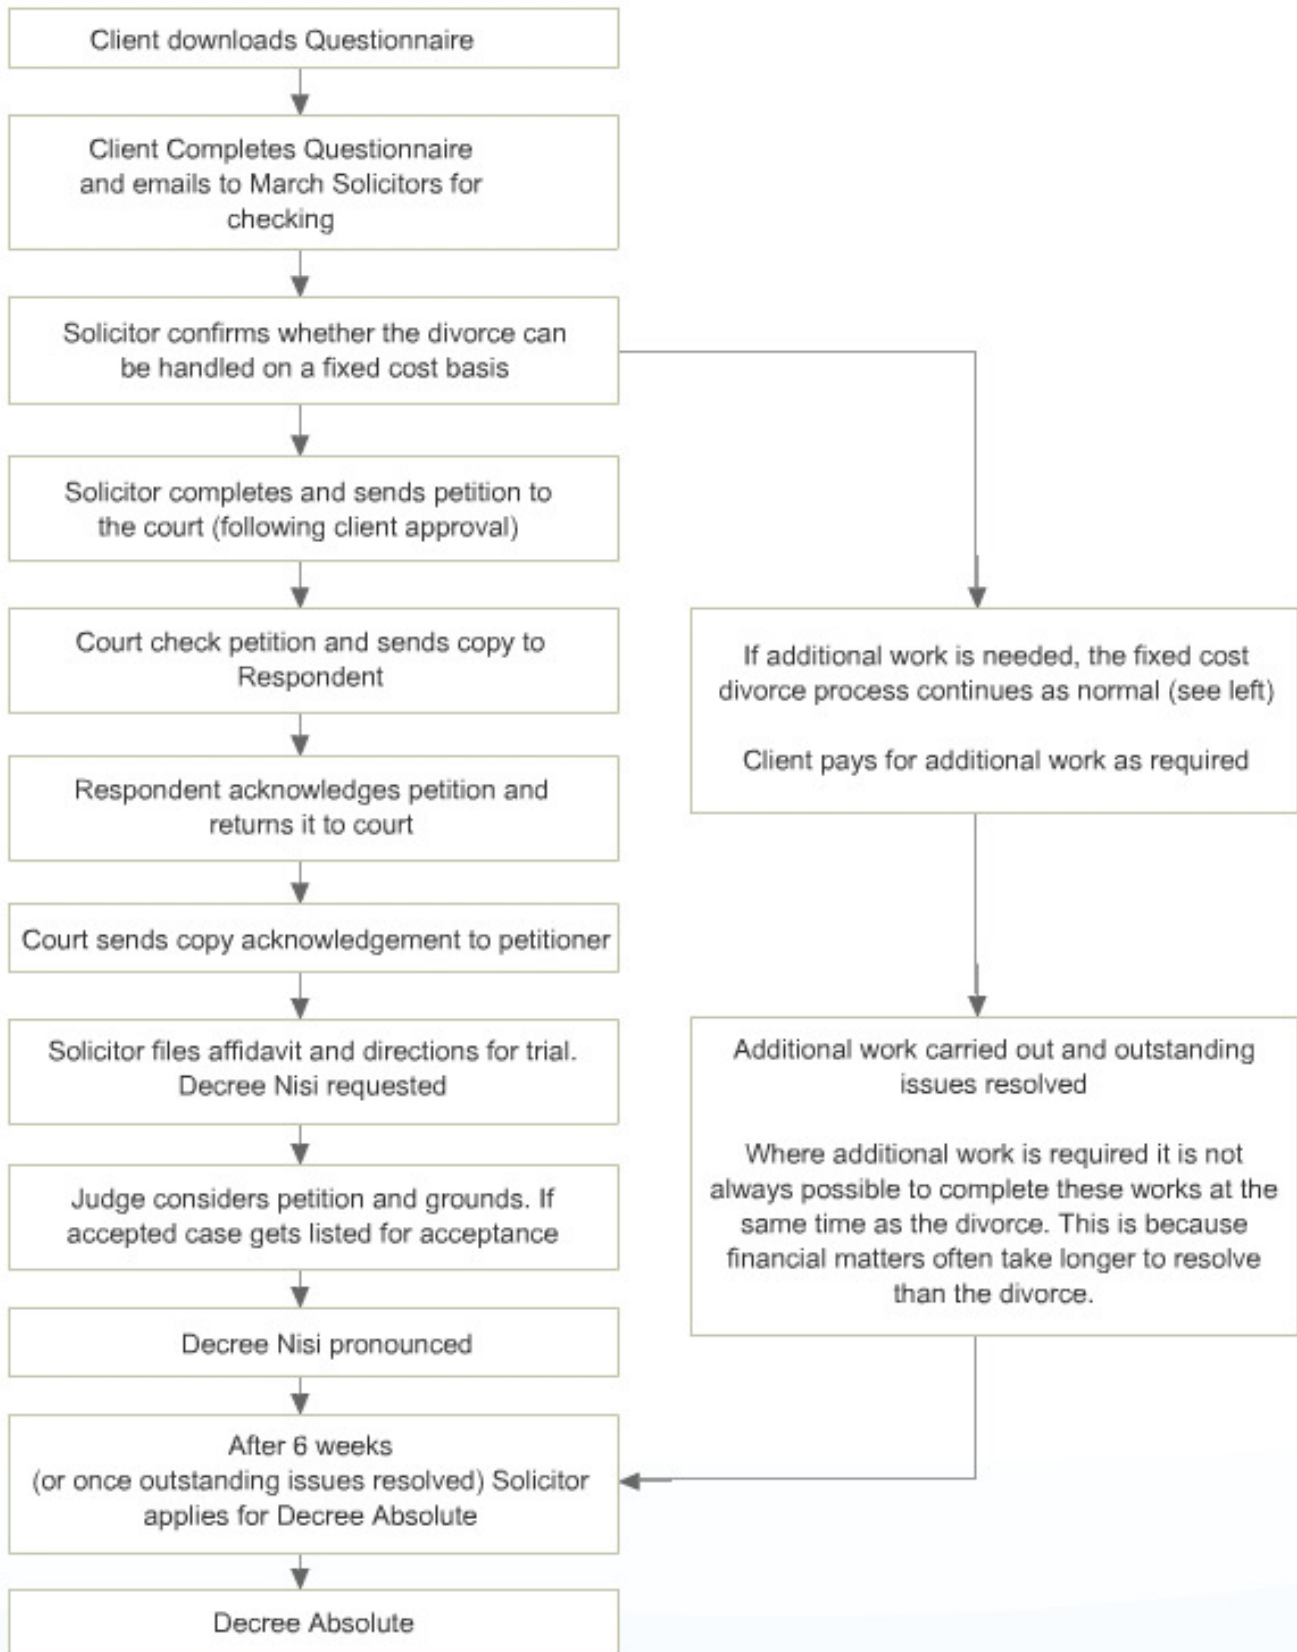 Client downloads Questionnaire
Client Completes Questionnaire
and emails to March Solicitors for
checking
Solicitor confirms whether the divorce can
be handled on a fixed cost basis
Solicitor completes and sends petition to
the court (following client approval)
Court check petition and sends copy to
Respondent
Respondent acknowledges petition and
returns it to court
Court sends copy acknowledgement to petitioner
Solicitor files affidavit and directions for trial.
Decree Nisi requested
Judge considers petition and grounds. If
accepted case gets listed for acceptance
Decree Nisi pronounced
After 6 weeks
(or once outstanding issues resolved) Solicitor
applies for Decree Absolute
Decree Absolute
If additional work is needed, the fixed cost
divorce process continues as normal (see left)
Client pays for additional work as required
Additional work carried out and outstanding
issues resolved
Where additional work is required it is not
always possible to complete these works at the
same time as the divorce. This is because
financial matters often take longer to resolve
than the divorce.